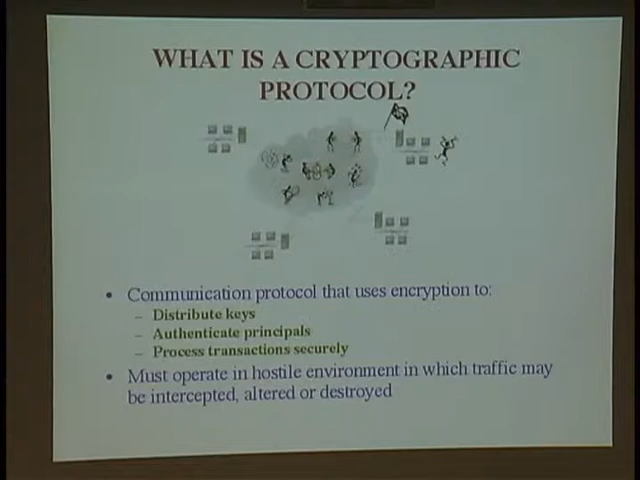 WHAT IS A CRYPTOGRAPHIC
PROTOCOL?
• Communication protocol that uses encryption to:
– Distribute keys
– Authenticate principals
– Process transactions securely
• Must operate in hostile environment in which traffic may
be intercepted, altered or destroyed